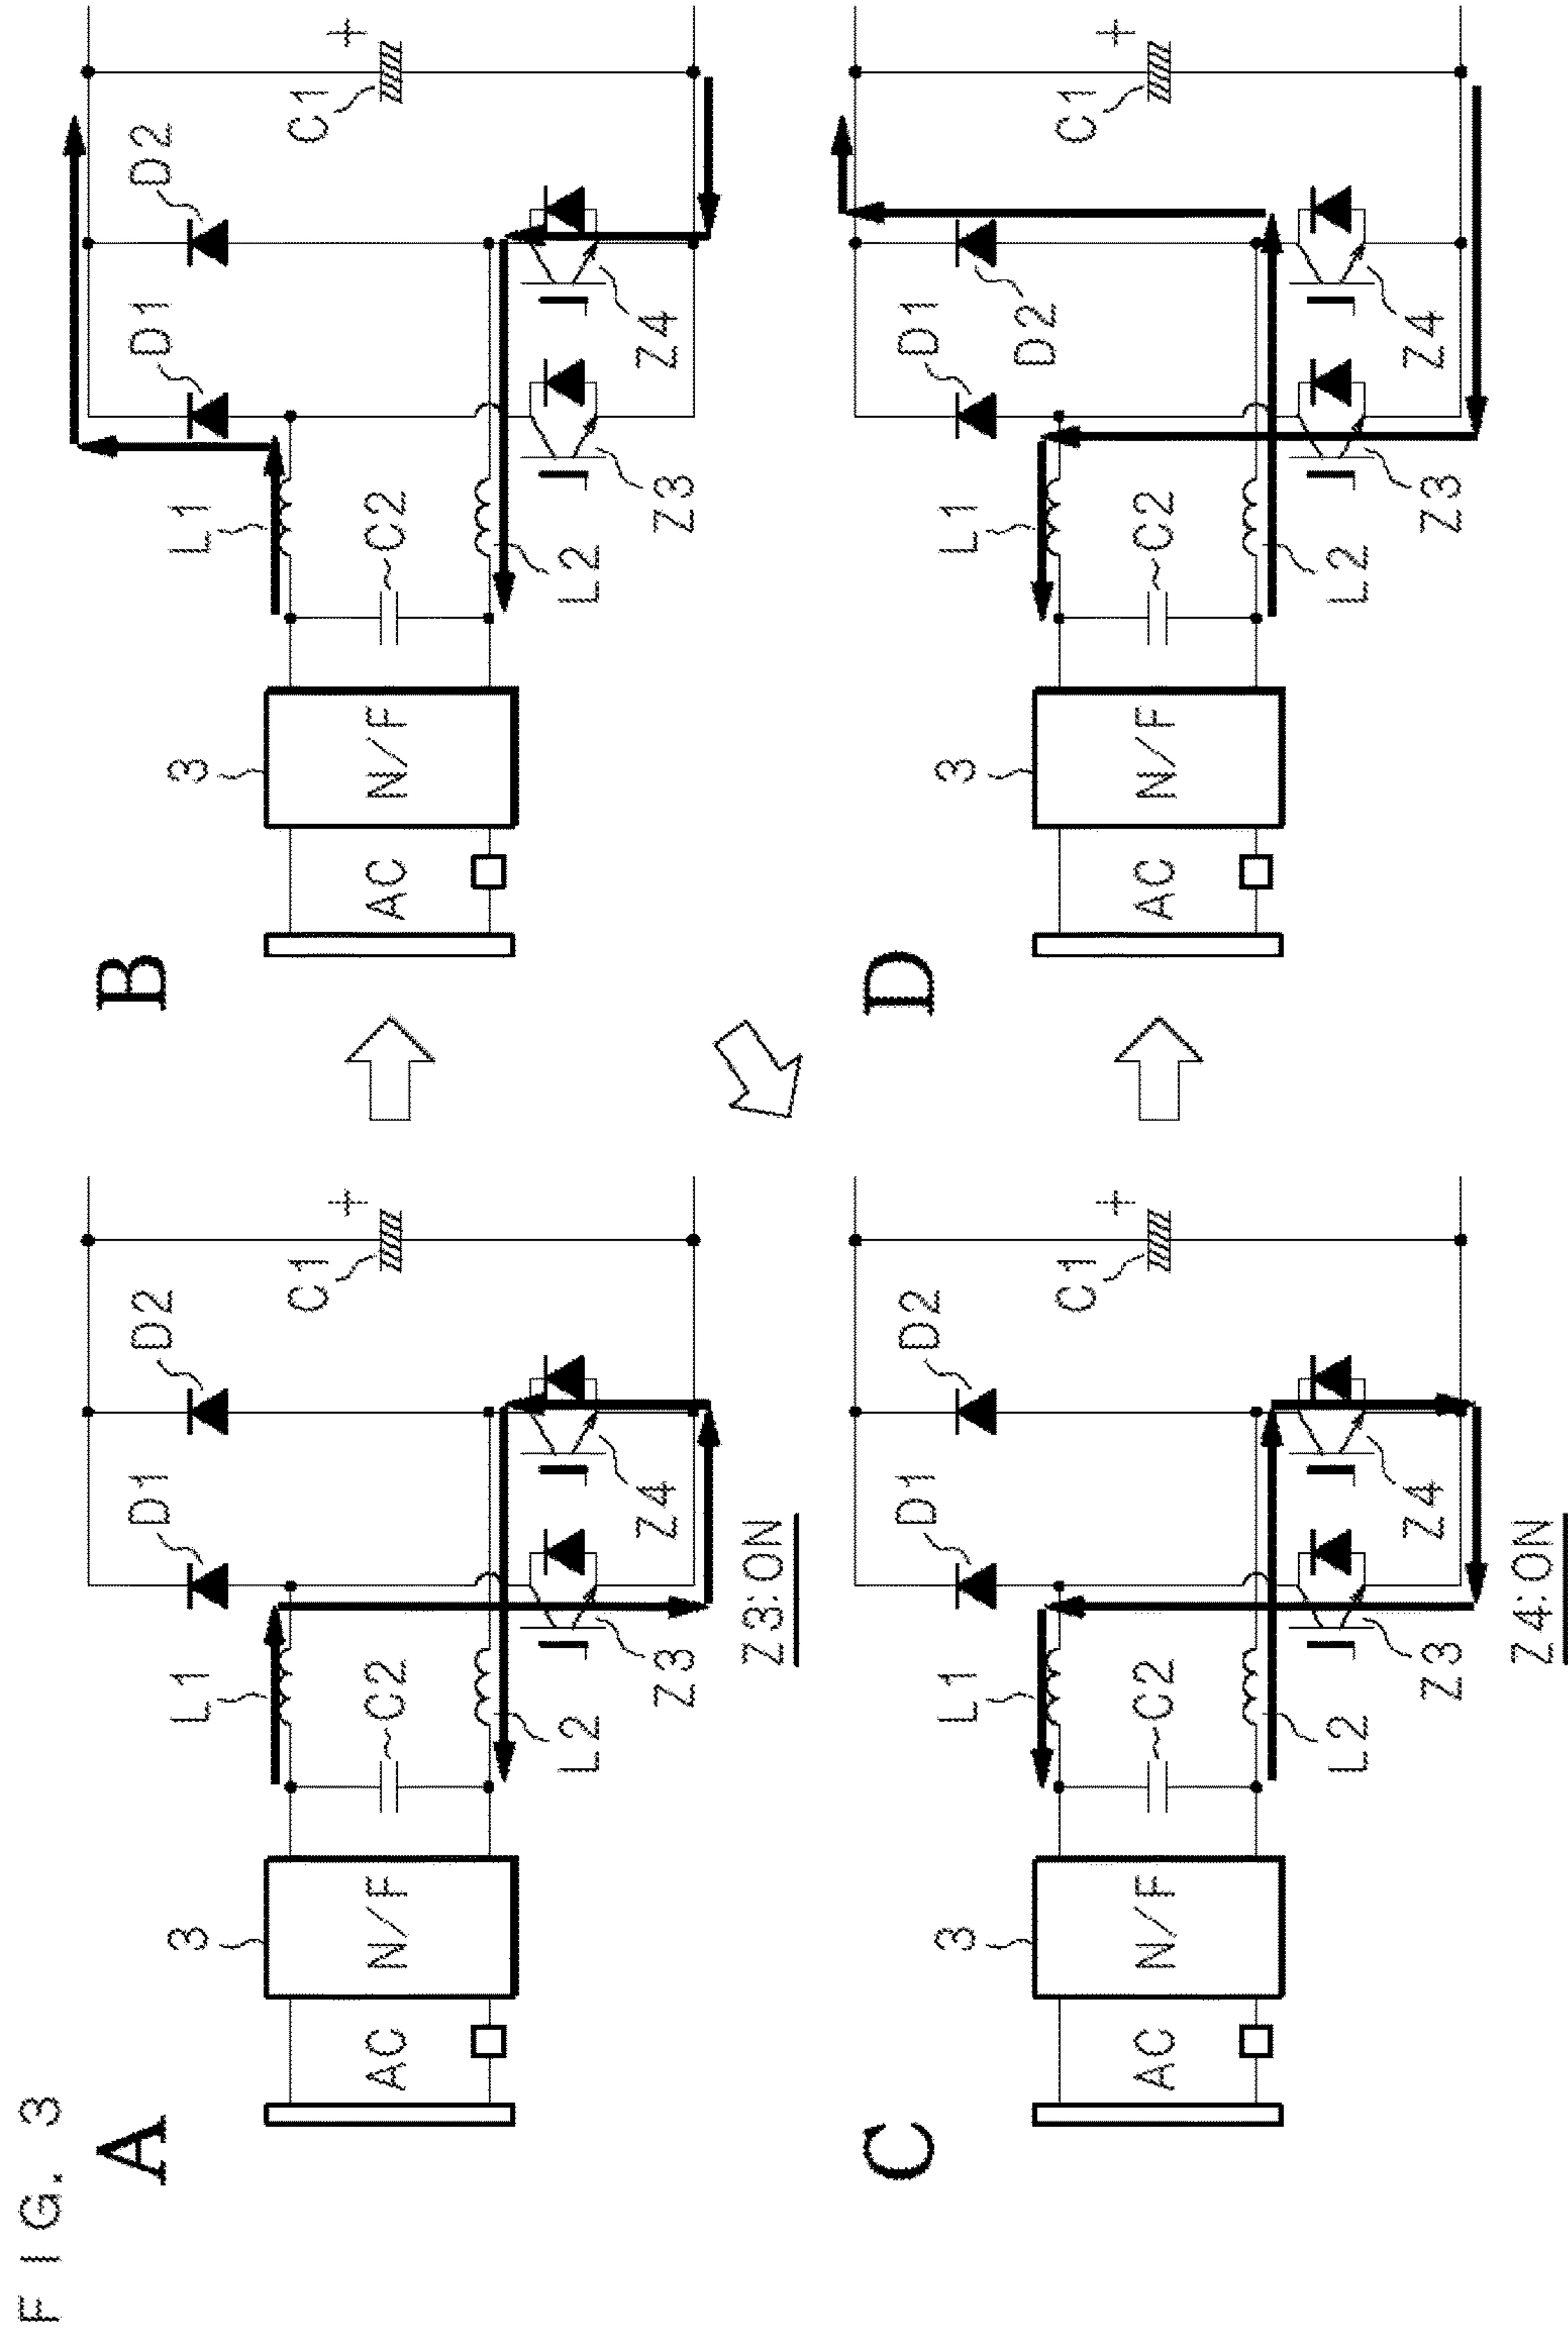 FIG. 3
A
AC
3
N/F
C2
L1
L2
D1
D2
Z3
Z4
C1
+
Z3:ON
B
AC
3
N/F
C2
L1
L2
D1
D2
Z3
Z4
C1
+
C
AC
3
N/F
C2
L1
L2
D1
D2
Z3
Z4
C1
+
Z4:ON
D
AC
3
N/F
C2
L1
L2
D1
D2
Z3
Z4
C1
+